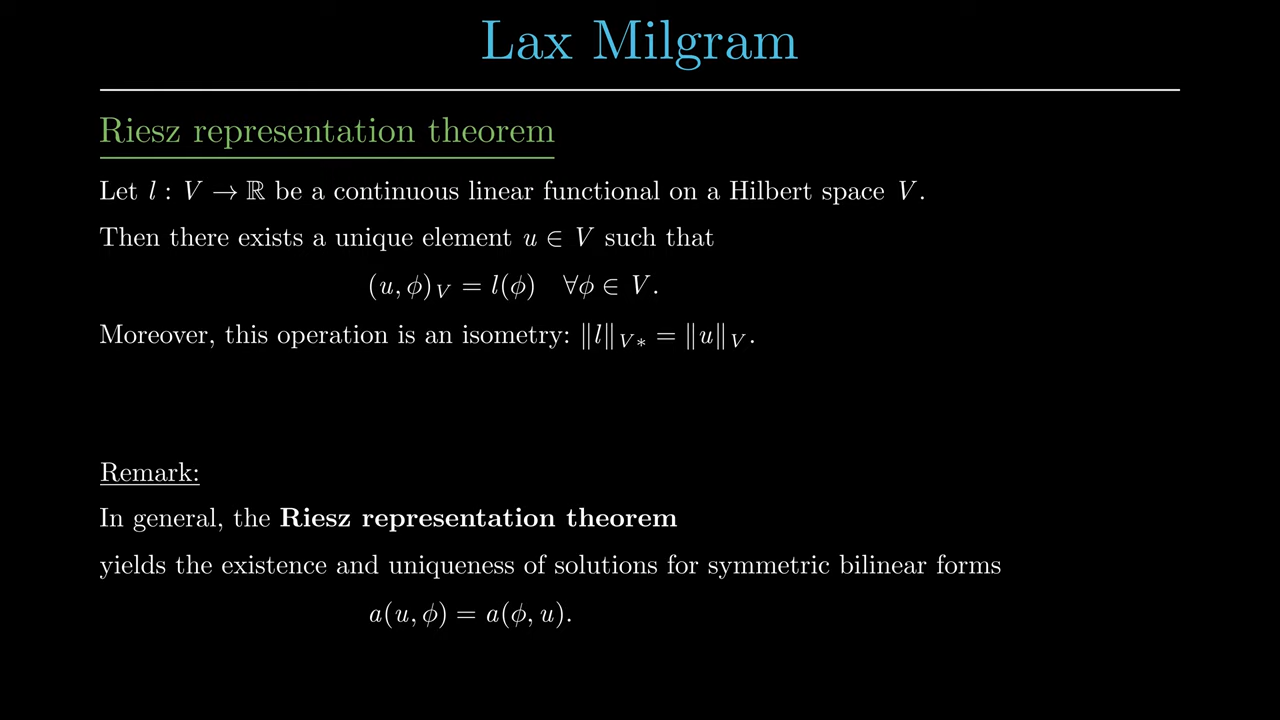 Lax Milgram
Riesz representation theorem
Let l : V → ℝ be a continuous linear functional on a Hilbert space V.
Then there exists a unique element u ∈ V such that
(u, ϕ)_V = l(ϕ) ∀ϕ ∈ V.
Moreover, this operation is an isometry: ‖l‖_{V*} = ‖u‖_V.
Remark:
In general, the Riesz representation theorem
yields the existence and uniqueness of solutions for symmetric bilinear forms
a(u, ϕ) = a(ϕ, u).